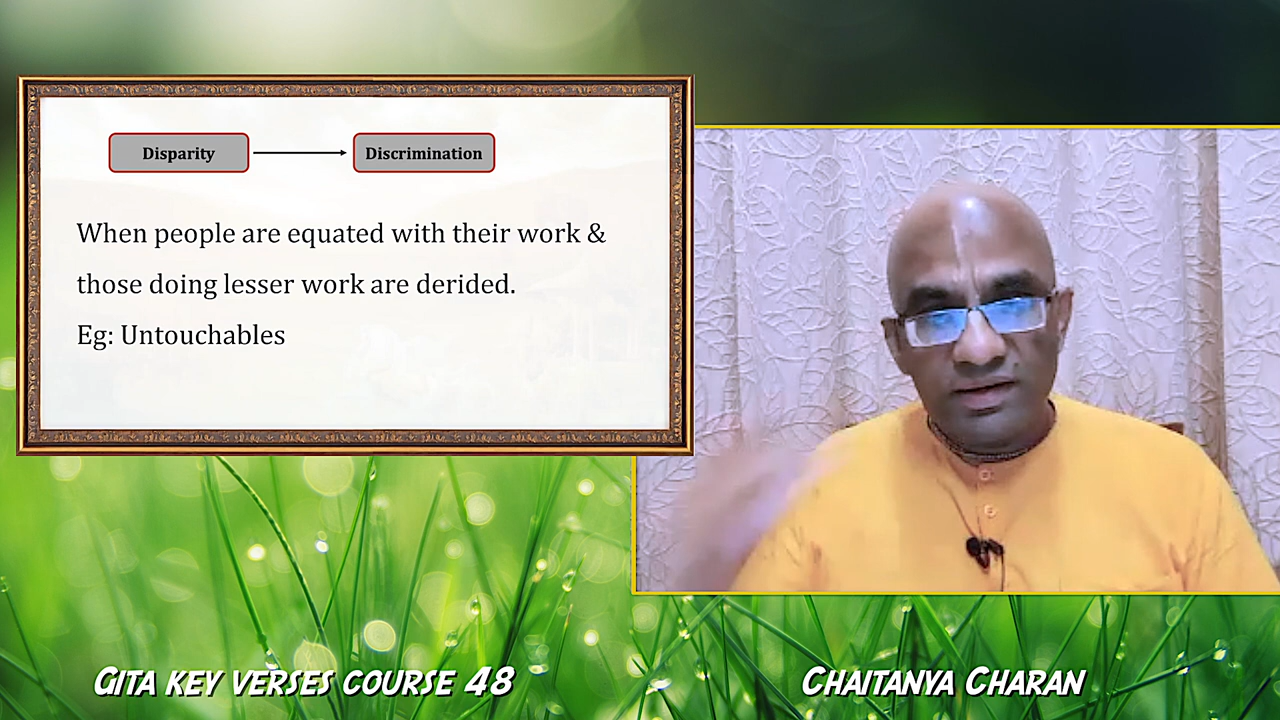 Disparity
Discrimination
When people are equated with their work &
those doing lesser work are derided.
Eg: Untouchables
GITA KEY VERSES COURSE 48
CHAITANYA CHARAN